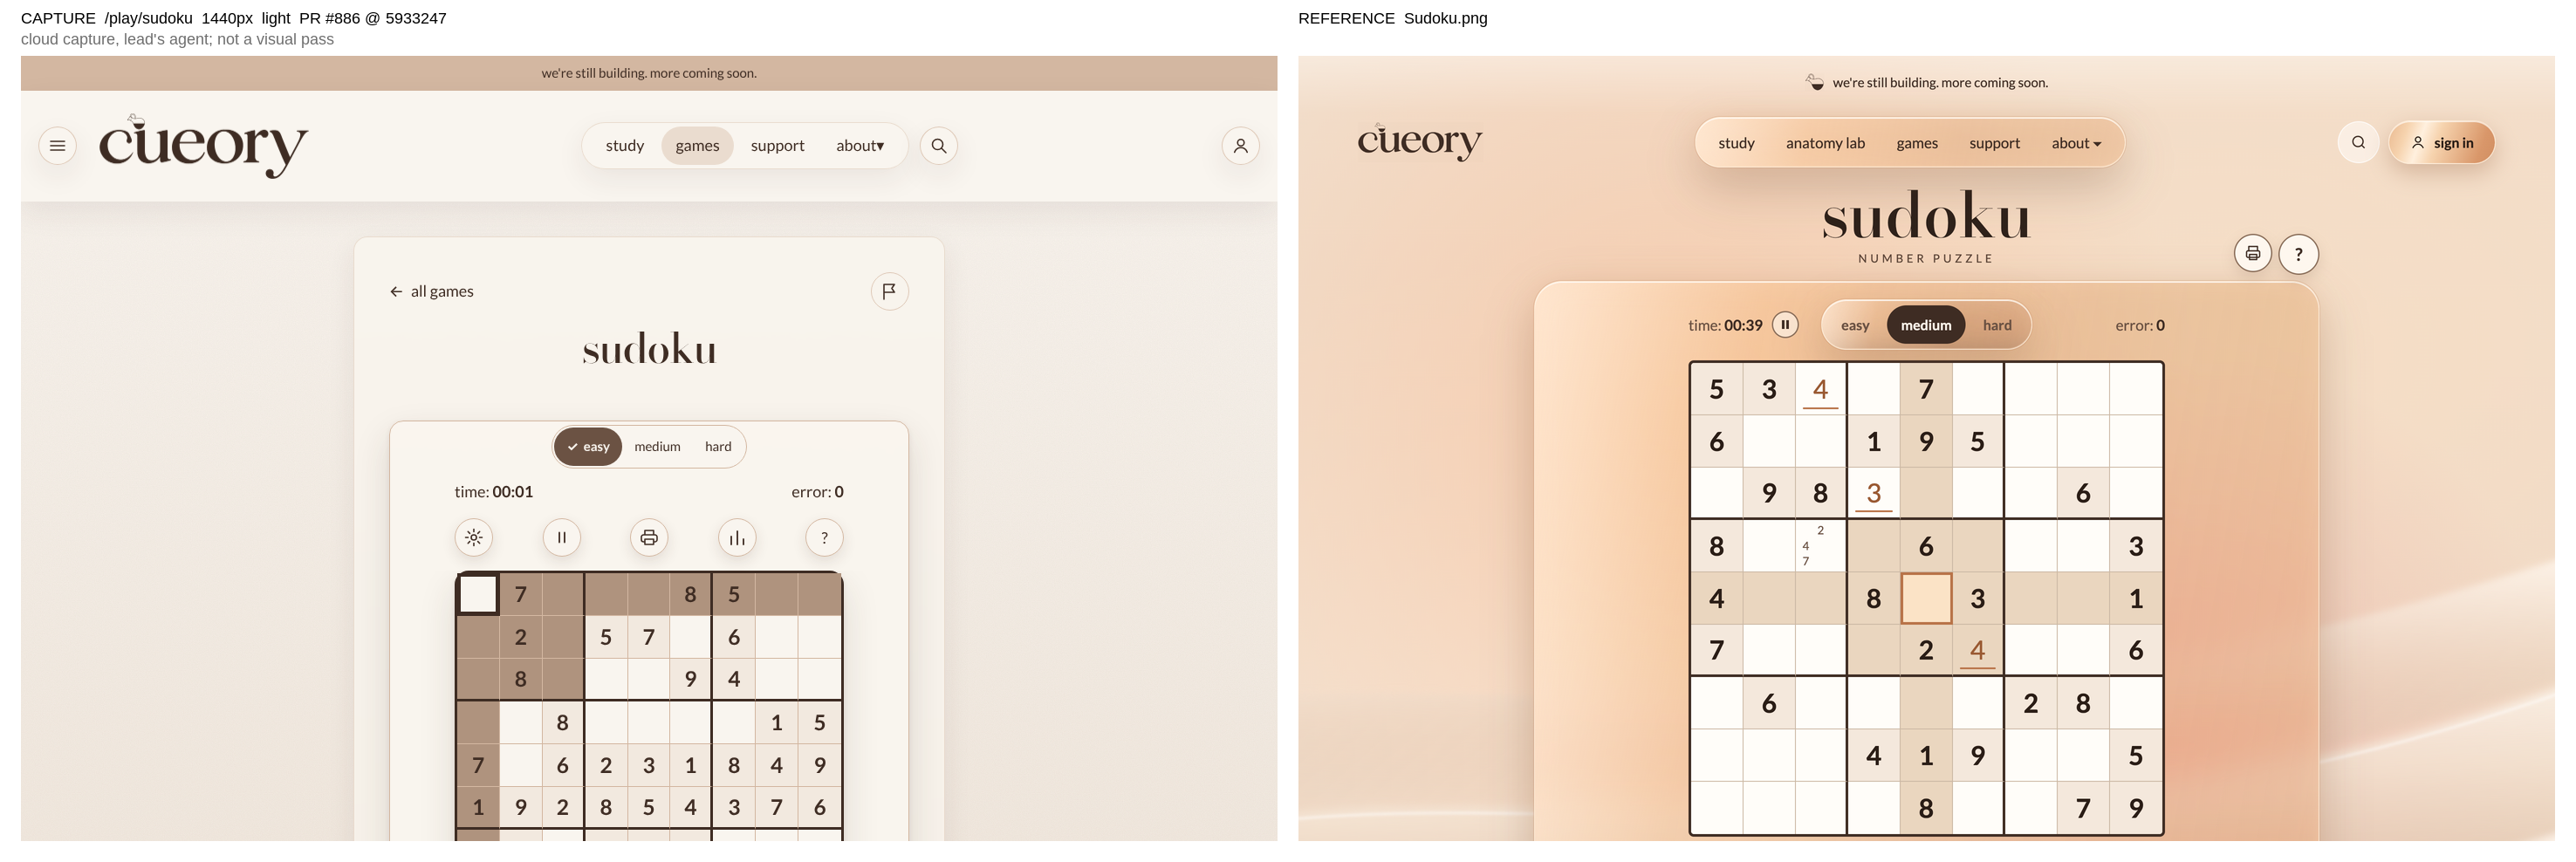 CAPTURE /play/sudoku 1440px light PR #886 @ 5933247
cloud capture, lead's agent; not a visual pass
we're still building. more coming soon.
cueory
study games support about▾
← all games
sudoku
✓ easy medium hard
time: 00:01 error: 0
?
7 8 5
2 5 7 6
8 9 4
8 1 5
7 6 2 3 1 8 4 9
1 9 2 8 5 4 3 7 6
REFERENCE Sudoku.png
we're still building. more coming soon.
cueory
study anatomy lab games support about
sign in
sudoku
NUMBER PUZZLE
?
time: 00:39 easy medium hard error: 0
5 3 4 7
6 1 9 5
9 8 3 6
8 2 4 7 6 3
4 8 3 1
7 2 4 6
6 2 8
4 1 9 5
8 7 9